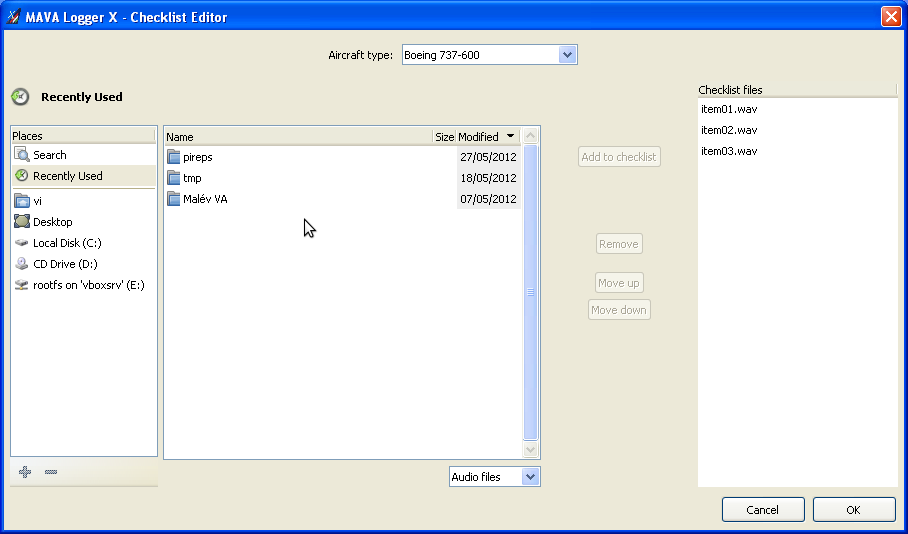 MAVA Logger X - Checklist Editor
Aircraft type: Boeing 737-600
Recently Used
Places
Search
Recently Used
vi
Desktop
Local Disk (C:)
CD Drive (D:)
rootfs on 'vboxsrv' (E:)
Name Size Modified
pireps 27/05/2012
tmp 18/05/2012
Malév VA 07/05/2012
Audio files
Add to checklist
Remove
Move up
Move down
Checklist files
item01.wav
item02.wav
item03.wav
Cancel OK